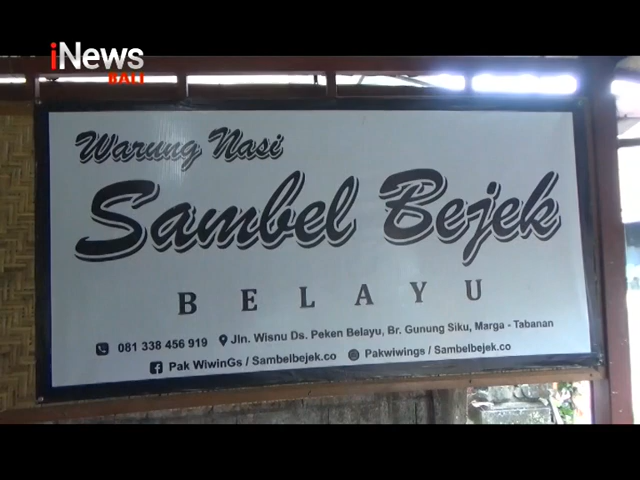 iNews
BALI
Warung Nasi
Sambel Bejek
BELAYU
081 338 456 919 Jln. Wisnu Ds. Peken Belayu, Br. Gunung Siku, Marga - Tabanan
Pak WiwinGs / Sambelbejek.co Pakwiwings / Sambelbejek.co